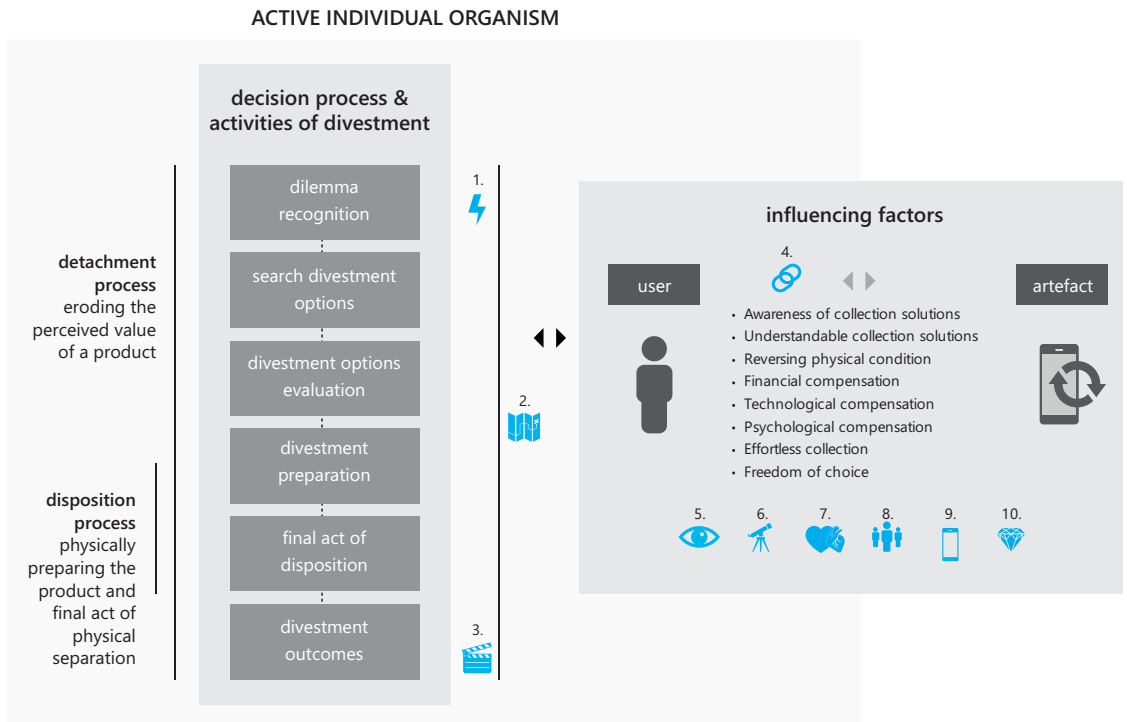 ACTIVE INDIVIDUAL ORGANISM
decision process &
activities of divestment
dilemma
recognition
search divestment
options
divestment options
evaluation
divestment
preparation
final act of
disposition
divestment
outcomes
detachment
process
eroding the
perceived value
of a product
disposition
process
physically
preparing the
product and
final act of
physical
separation
1.
2.
3.
influencing factors
user
4.
artefact
• Awareness of collection solutions
• Understandable collection solutions
• Reversing physical condition
• Financial compensation
• Technological compensation
• Psychological compensation
• Effortless collection
• Freedom of choice
5.
6.
7.
8.
9.
10.